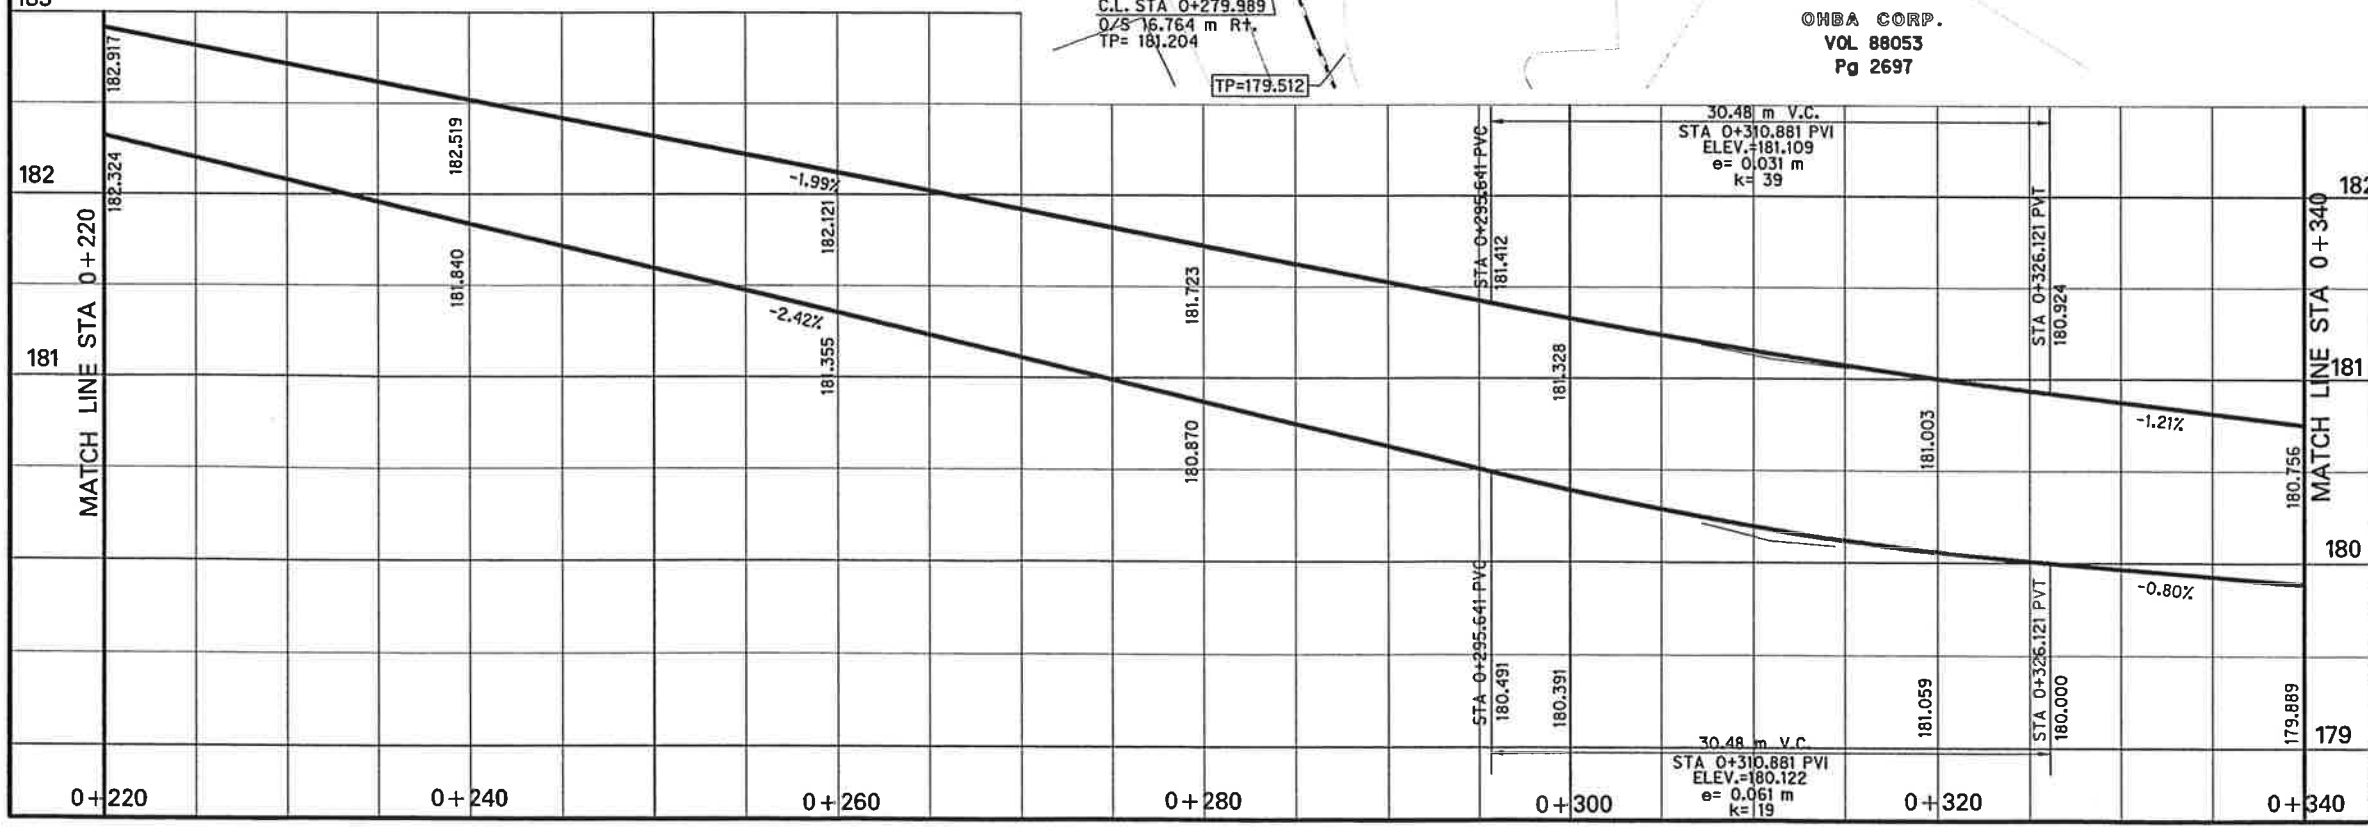 183
C.L. STA 0+279.989
O/S 16.764 m Rt.
TP= 181.204
TP=179.512
OHBA CORP.
VOL 88053
Pg 2697
182.917
182.519
182
182.324
-1.99%
182.121
30.48 m V.C.
STA 0+310.881 PVI
ELEV.=181.109
e= 0.031 m
k= 39
STA 0+295.641 PVC
181.412
STA 0+326.121 PVT
180.924
182
MATCH LINE STA 0+220
181.840
-2.42%
181.723
181
181.355
181.328
181
MATCH LINE STA 0+340
180.870
181.003
-1.21%
180.756
180
-0.80%
STA 0+295.641 PVC
180.491
180.391
181.059
STA 0+326.121 PVT
180.000
179.889
179
30.48 m V.C.
STA 0+310.881 PVI
ELEV.=180.122
e= 0.061 m
k= 19
0+220
0+240
0+260
0+280
0+300
0+320
0+340